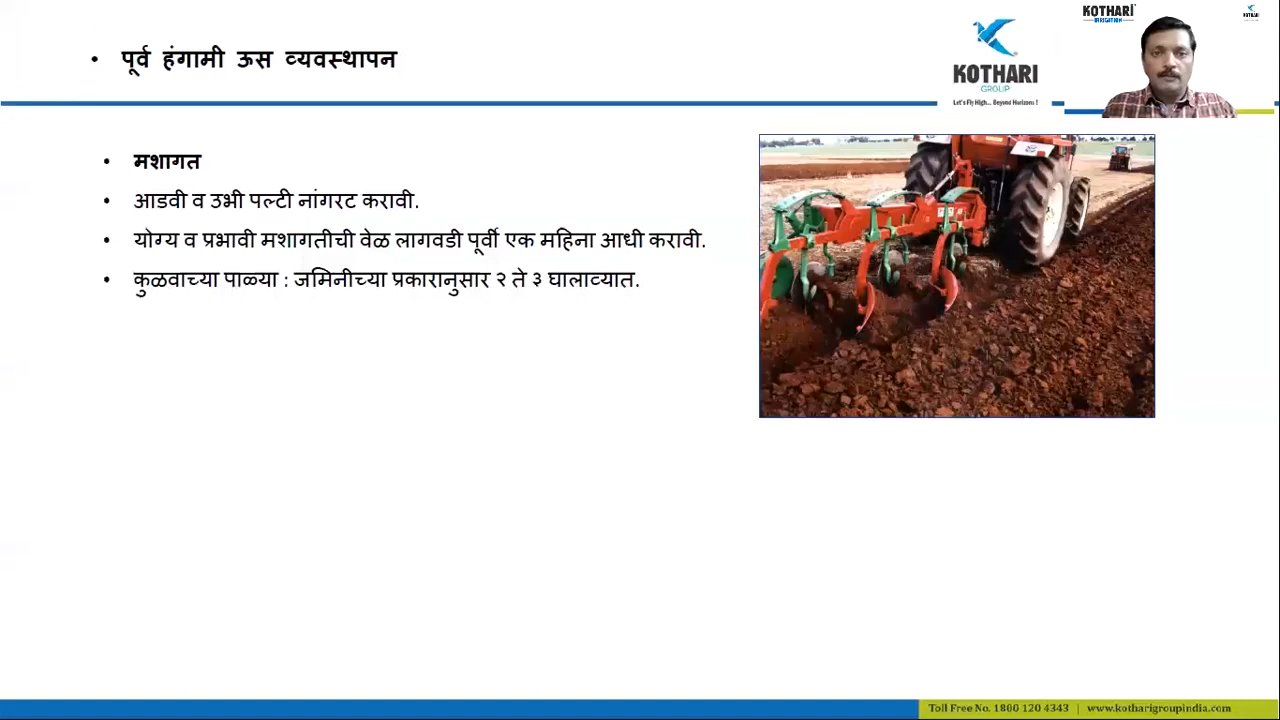 • पूर्व हंगामी ऊस व्यवस्थापन
KOTHARI
GROUP
Let's Fly High... Beyond Horizons !
KOTHARI
IRRIGATION
KOTHARI
• मशागत
• आडवी व उभी पल्टी नांगरट करावी.
• योग्य व प्रभावी मशागतीची वेळ लागवडी पूर्वी एक महिना आधी करावी.
• कुळवाच्या पाळ्या : जमिनीच्या प्रकारानुसार २ ते ३ घालाव्यात.
Toll Free No. 1800 120 4343 | www.kotharigroupindia.com